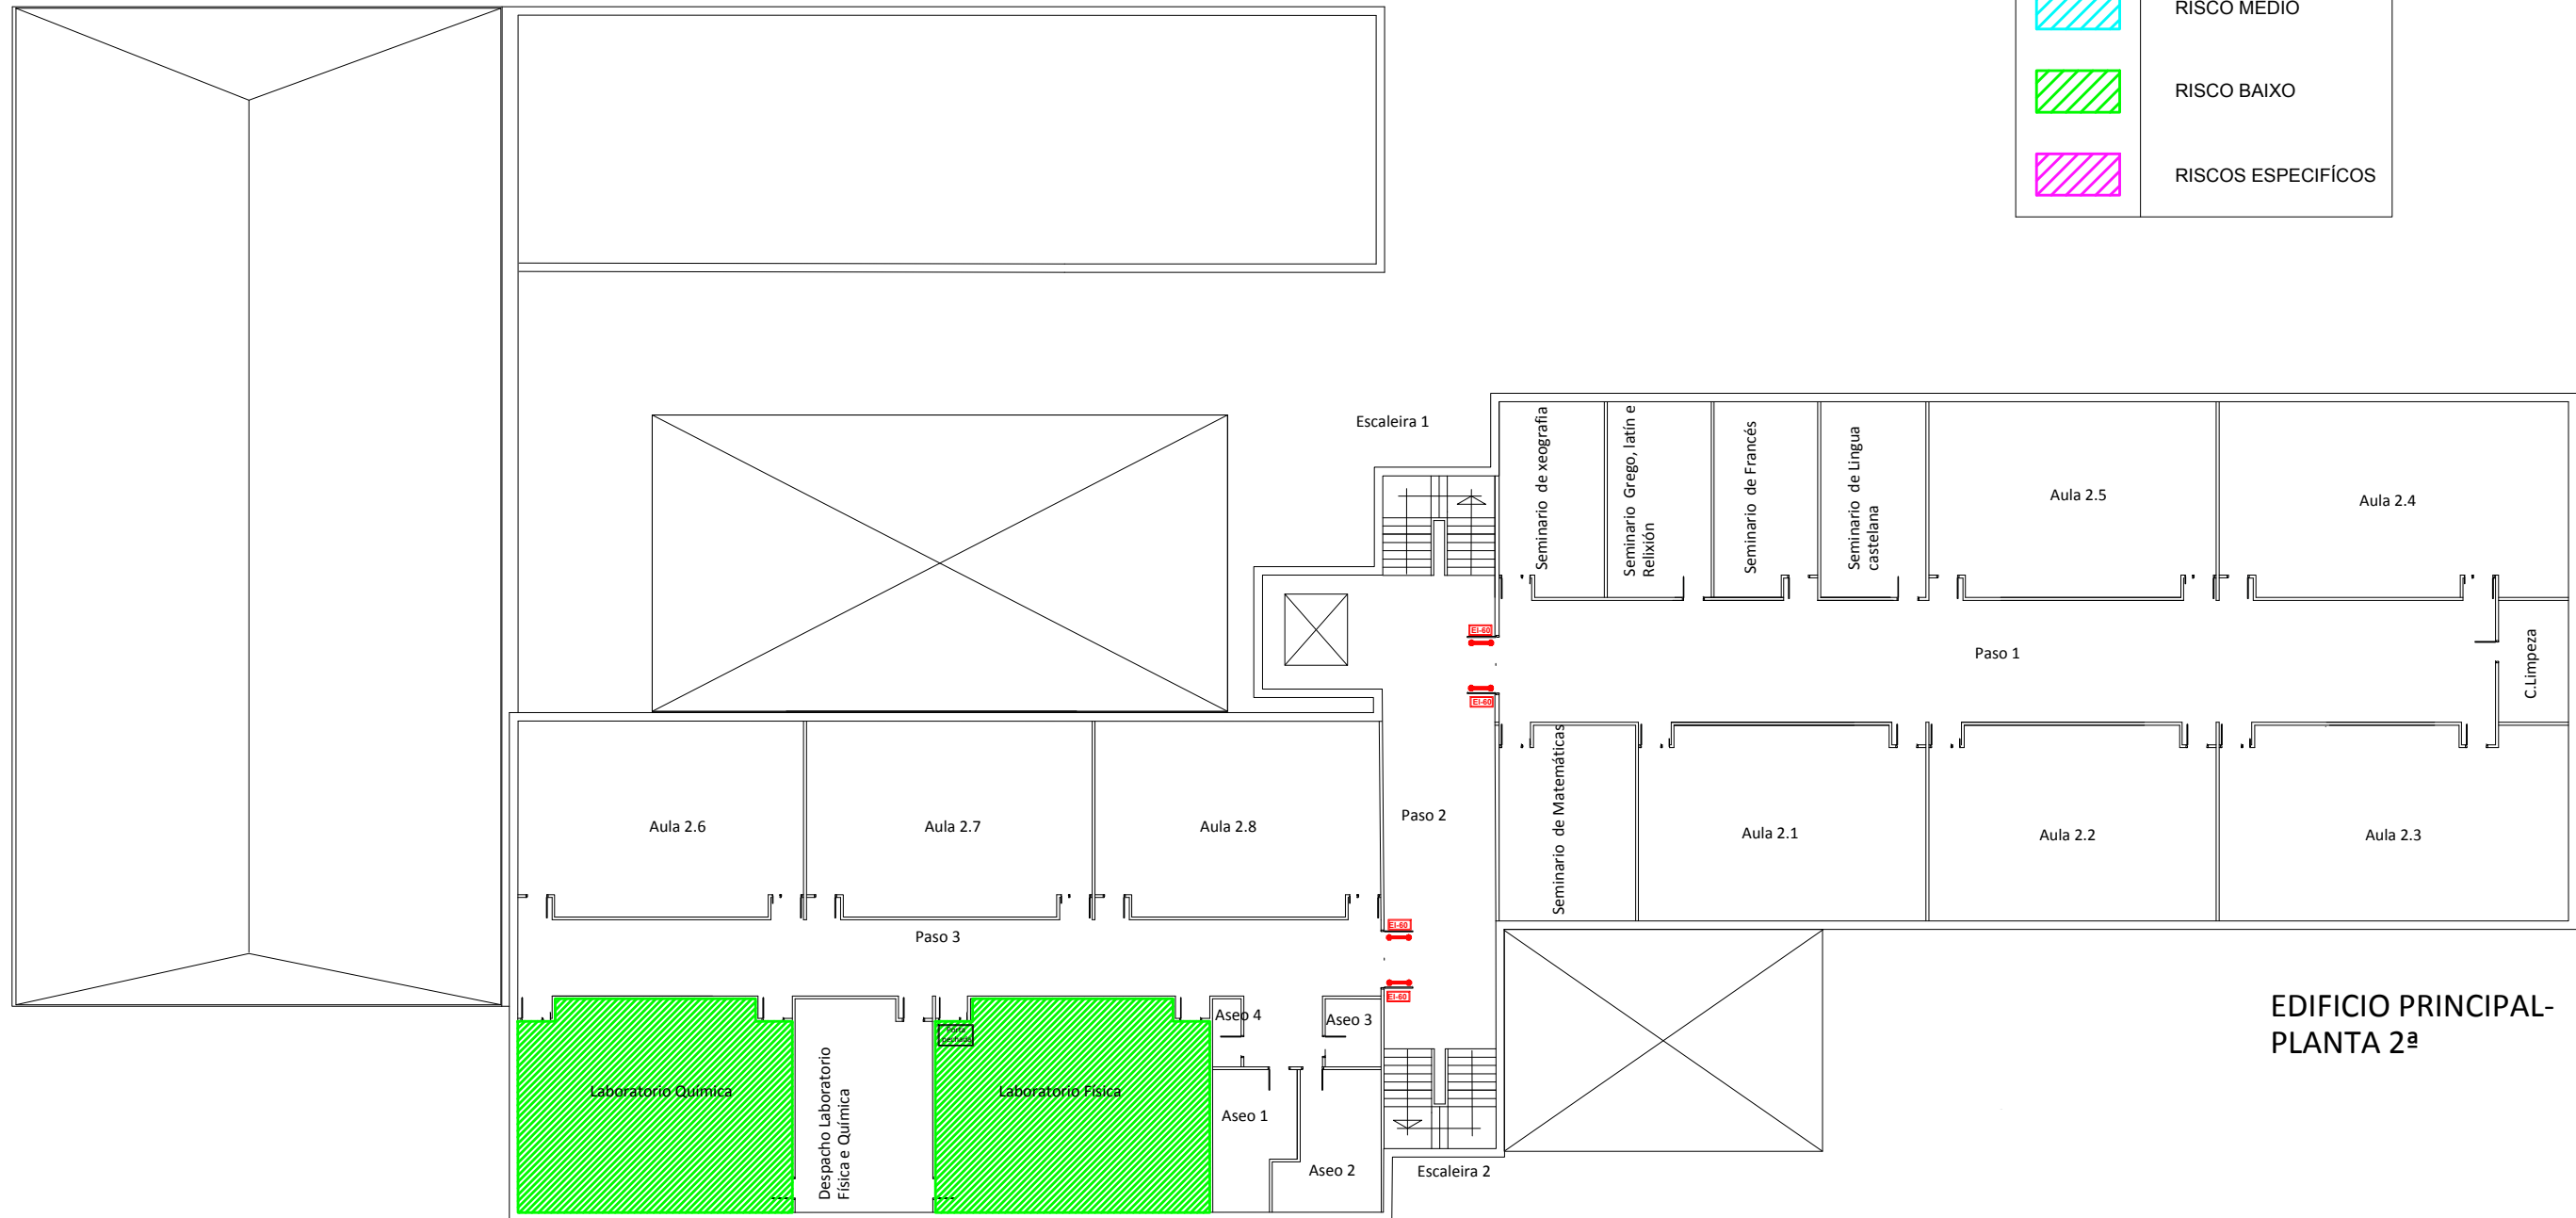 RISCO MEDIO
RISCO BAIXO
RISCOS ESPECIFÍCOS
Escaleira 1
Seminario de xeografia
Seminario Grego, latín e
Relixión
Seminario de Francés
Seminario de Lingua
castelana
Aula 2.5
Aula 2.4
EI-60
Paso 1
C.Limpeza
EI-60
Seminario de Matemáticas
Aula 2.6
Aula 2.7
Aula 2.8
Paso 2
Aula 2.1
Aula 2.2
Aula 2.3
EI-60
Paso 3
EI-60
Aseo 4
Aseo 3
Porta
pechada
EDIFICIO PRINCIPAL-
PLANTA 2ª
Laboratorio Química
Despacho Laboratorio
Física e Química
Laboratorio Física
Aseo 1
Aseo 2
Escaleira 2